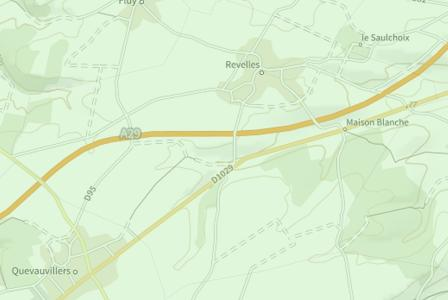 Fluy
le Saulchoix
Revelles
Maison Blanche
A29
D1029
D95
Quevauvillers